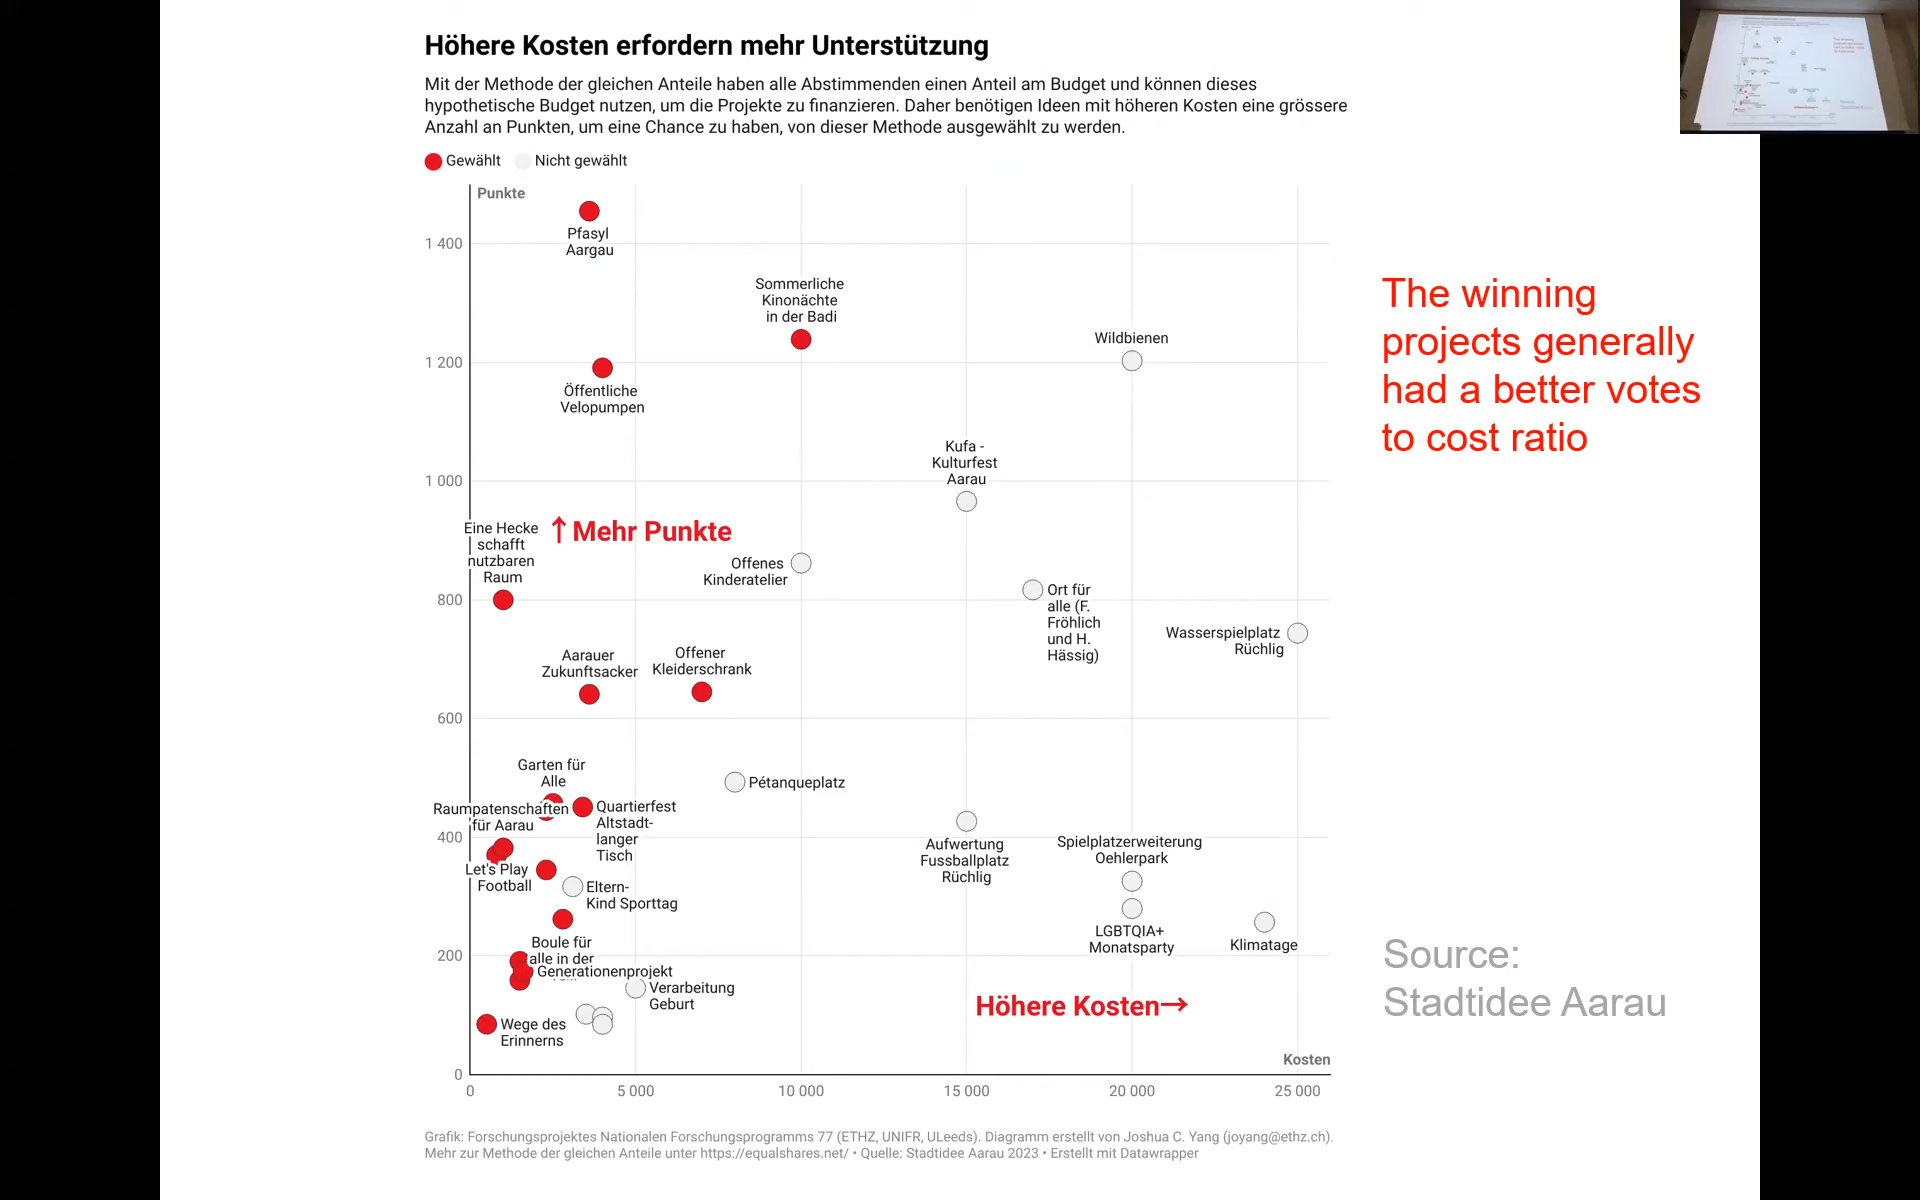 Höhere Kosten erfordern mehr Unterstützung
Mit der Methode der gleichen Anteile haben alle Abstimmenden einen Anteil am Budget und können dieses
hypothetische Budget nutzen, um die Projekte zu finanzieren. Daher benötigen Ideen mit höheren Kosten eine grössere
Anzahl an Punkten, um eine Chance zu haben, von dieser Methode ausgewählt zu werden.
Gewählt
Nicht gewählt
Punkte
1 400
1 200
1 000
800
600
400
200
0
Pfasyl
Aargau
Sommerliche
Kinonächte
in der Badi
Wildbienen
Öffentliche
Velopumpen
Kufa -
Kulturfest
Aarau
Eine Hecke
schafft
nutzbaren
Raum
↑ Mehr Punkte
Offenes
Kinderatelier
Ort für
alle (F.
Fröhlich
und H.
Hässig)
Wasserspielplatz
Rüchlig
Aarauer
Zukunftsacker
Offener
Kleiderschrank
Garten für
Alle
Pétanqueplatz
Raumpatenschaften
für Aarau
Quartierfest
Altstadt-
langer
Tisch
Aufwertung
Fussballplatz
Rüchlig
Spielplatzerweiterung
Oehlerpark
Let's Play
Football
Eltern-
Kind Sporttag
LGBTQIA+
Monatsparty
Klimatage
Boule für
alle in der
Generationenprojekt
Verarbeitung
Geburt
Wege des
Erinnerns
Höhere Kosten→
Kosten
0
5 000
10 000
15 000
20 000
25 000
Grafik: Forschungsprojektes Nationalen Forschungsprogramms 77 (ETHZ, UNIFR, ULeeds). Diagramm erstellt von Joshua C. Yang (joyang@ethz.ch).
Mehr zur Methode der gleichen Anteile unter https://equalshares.net/ • Quelle: Stadtidee Aarau 2023 • Erstellt mit Datawrapper
The winning
projects generally
had a better votes
to cost ratio
Source:
Stadtidee Aarau